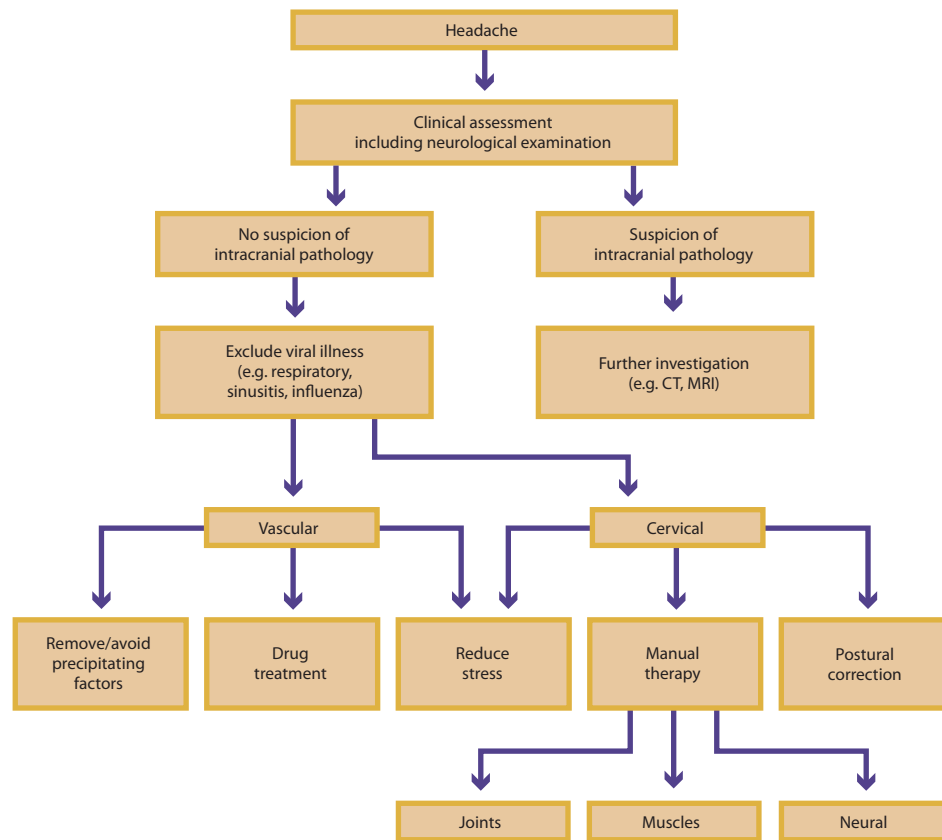 Headache
Clinical assessment
including neurological examination
No suspicion of
intracranial pathology
Suspicion of
intracranial pathology
Exclude viral illness
(e.g. respiratory,
sinusitis, influenza)
Further investigation
(e.g. CT, MRI)
Vascular
Cervical
Remove/avoid
precipitating
factors
Drug
treatment
Reduce
stress
Manual
therapy
Postural
correction
Joints
Muscles
Neural